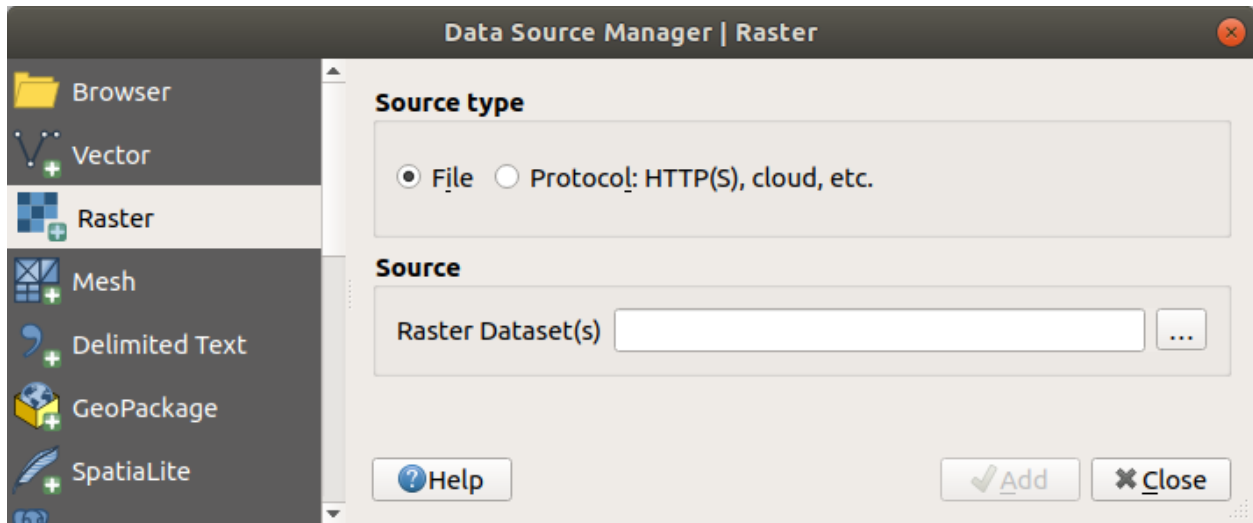 Data Source Manager | Raster
Browser
Vector
Raster
Mesh
Delimited Text
GeoPackage
SpatiaLite
Source type
File Protocol: HTTP(S), cloud, etc.
Source
Raster Dataset(s) ...
Help Add Close